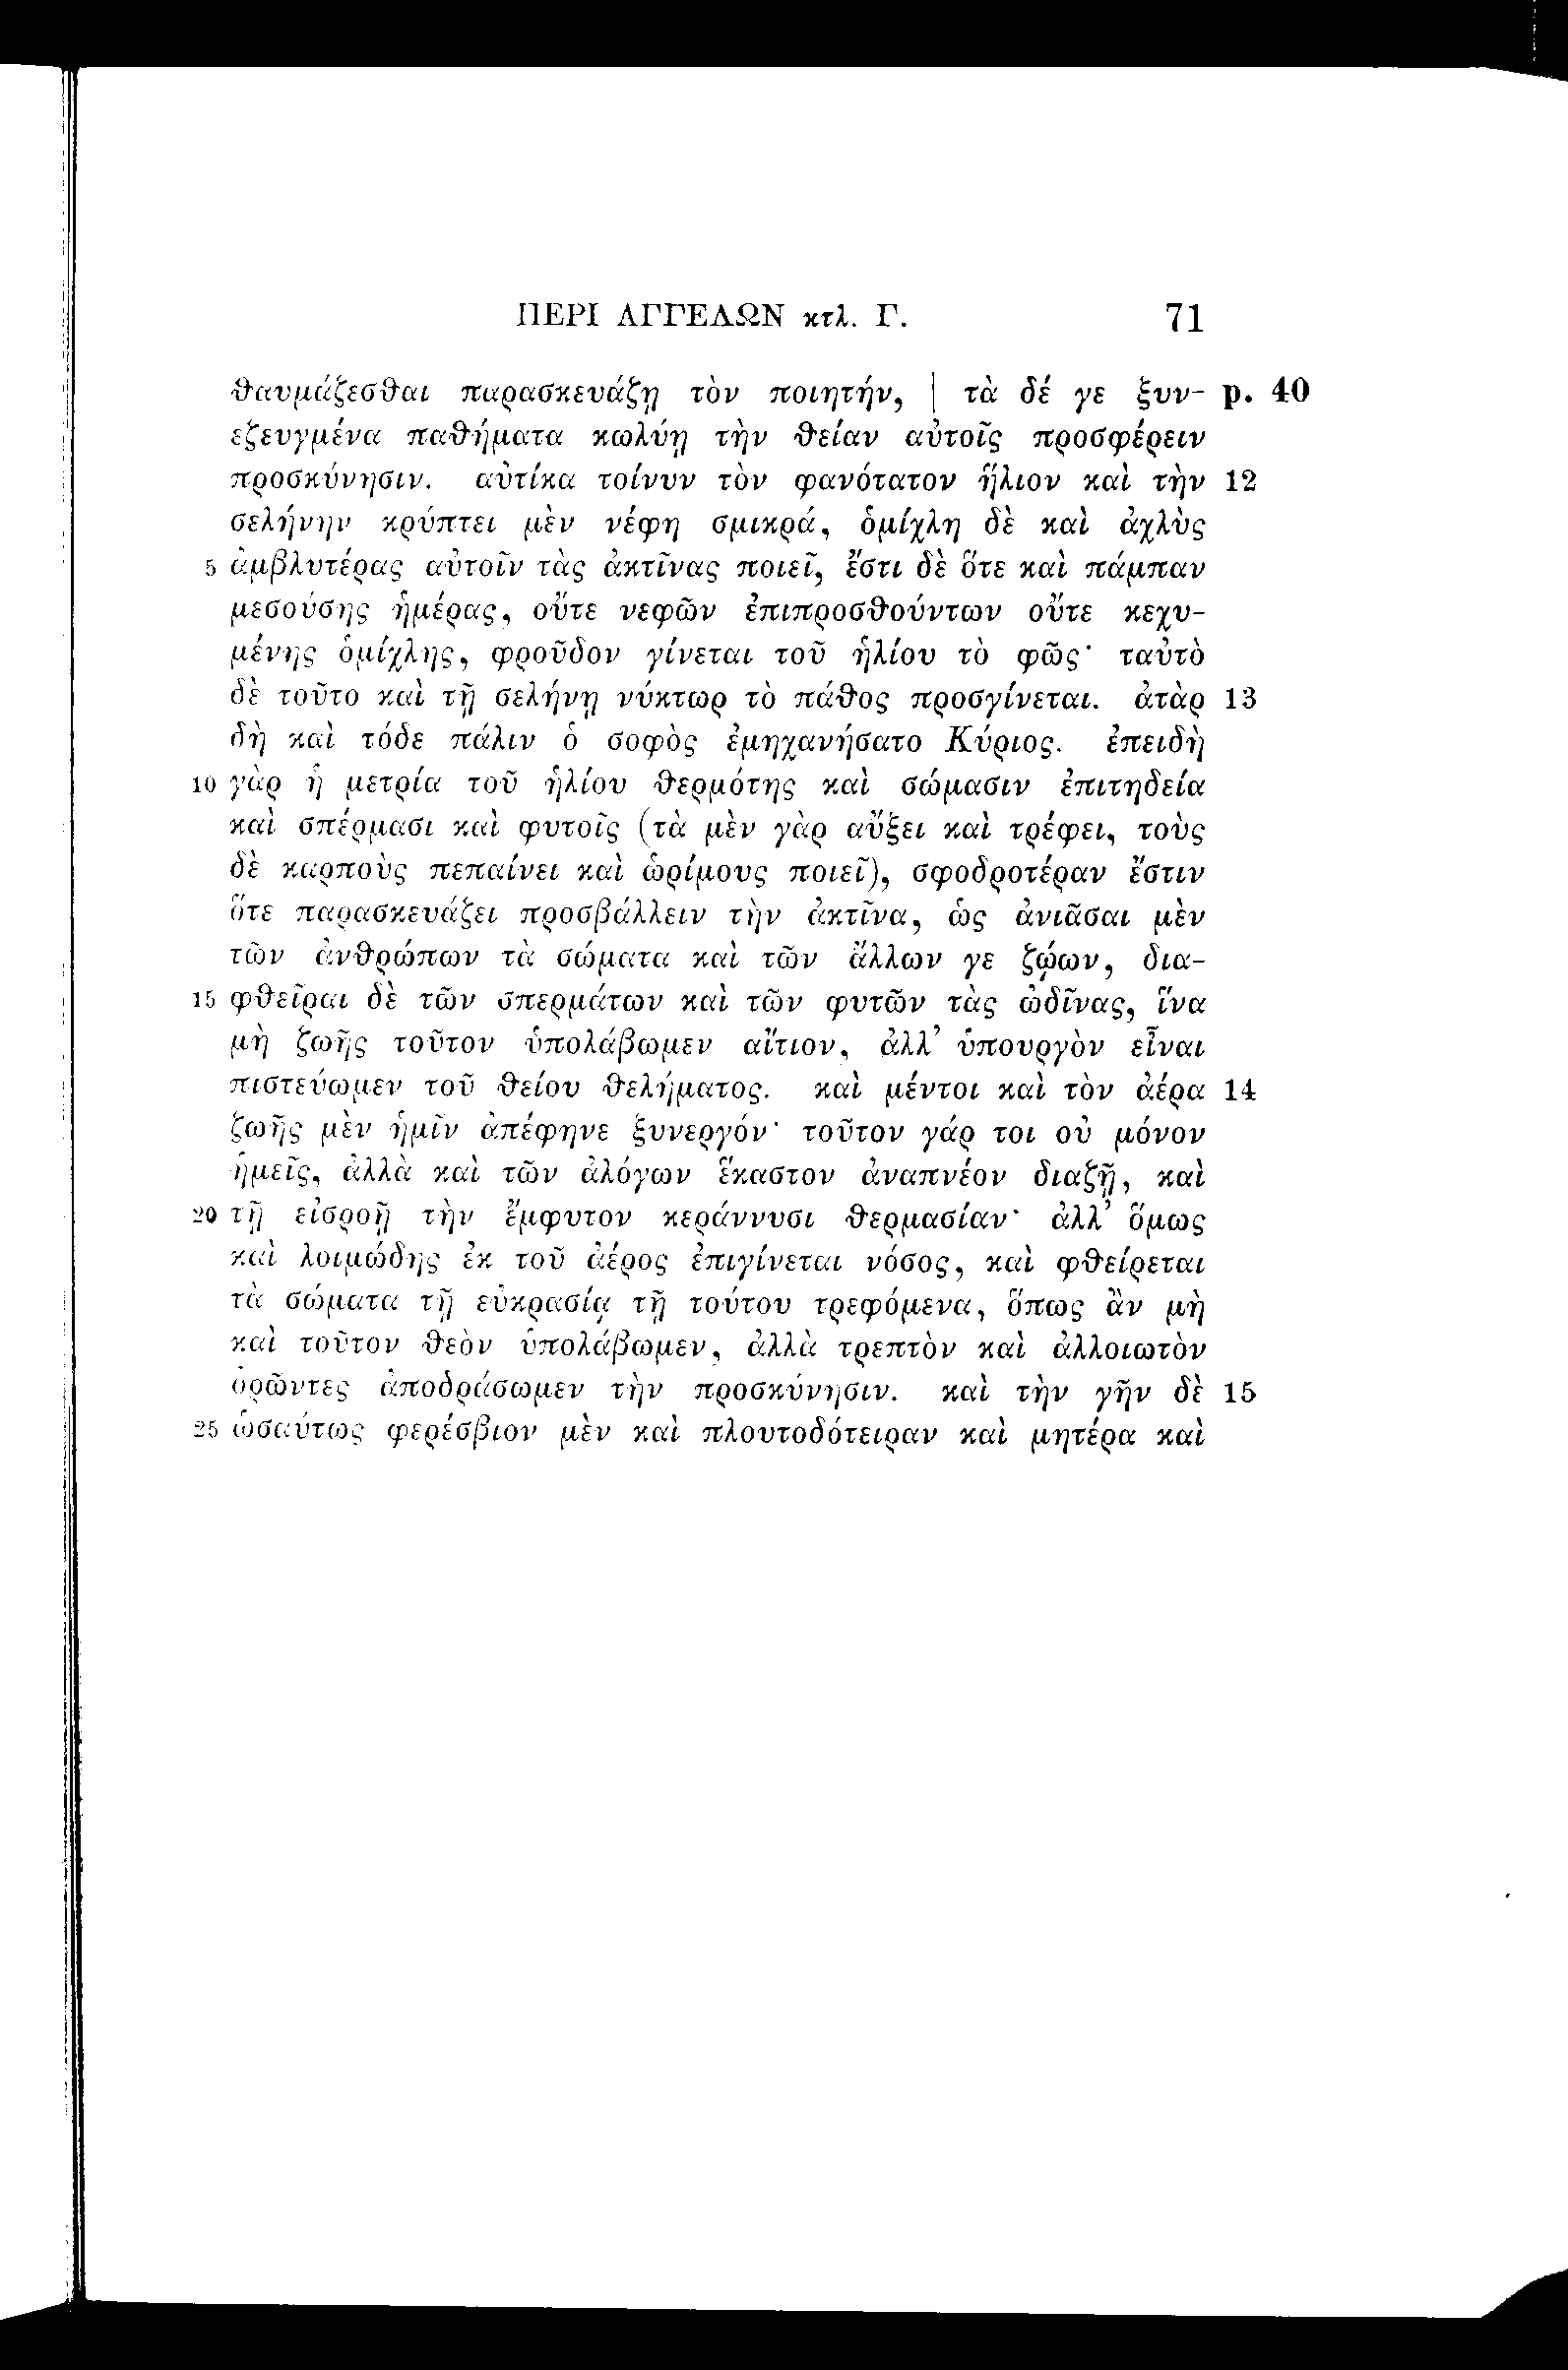 ΠΕΡΙ ΑΓΓΕΛΩΝ κτλ. Γ. 71
θαυμάζεσθαι παρασκευάζῃ τὸν ποιητήν, | τὰ δέ γε ξυν- p. 40
εζευγμένα παθήματα κωλύῃ τὴν θείαν αὐτοῖς προσφέρειν
προσκύνησιν. αὐτίκα τοίνυν τὸν φανότατον ἥλιον καὶ τὴν 12
σελήνην κρύπτει μὲν νέφη σμικρά, ὁμίχλη δὲ καὶ ἀχλὺς
5 ἀμβλυτέρας αὐτοῖν τὰς ἀκτῖνας ποιεῖ, ἔστι δὲ ὅτε καὶ πάμπαν
μεσούσης ἡμέρας, οὔτε νεφῶν ἐπιπροσθούντων οὔτε κεχυ-
μένης ὁμίχλης, φροῦδον γίνεται τοῦ ἡλίου τὸ φῶς· ταὐτὸ
δὲ τοῦτο καὶ τῇ σελήνῃ νύκτωρ τὸ πάθος προσγίνεται. ἀτὰρ 13
δὴ καὶ τόδε πάλιν ὁ σοφὸς ἐμηχανήσατο Κύριος. ἐπειδὴ
10 γὰρ ἡ μετρία τοῦ ἡλίου θερμότης καὶ σώμασιν ἐπιτηδεία
καὶ σπέρμασι καὶ φυτοῖς (τὰ μὲν γὰρ αὔξει καὶ τρέφει, τοὺς
δὲ καρποὺς πεπαίνει καὶ ὡρίμους ποιεῖ), σφοδροτέραν ἔστιν
ὅτε παρασκευάζει προσβάλλειν τὴν ἀκτῖνα, ὡς ἀνιᾶσαι μὲν
τῶν ἀνθρώπων τὰ σώματα καὶ τῶν ἄλλων γε ζῴων, δια-
15 φθεῖραι δὲ τῶν σπερμάτων καὶ τῶν φυτῶν τὰς ὠδῖνας, ἵνα
μὴ ζωῆς τοῦτον ὑπολάβωμεν αἴτιον, ἀλλ’ ὑπουργὸν εἶναι
πιστεύωμεν τοῦ θείου θελήματος. καὶ μέντοι καὶ τὸν ἀέρα 14
ζωῆς μὲν ἡμῖν ἀπέφηνε ξυνεργόν· τοῦτον γάρ τοι οὐ μόνον
ἡμεῖς, ἀλλὰ καὶ τῶν ἀλόγων ἕκαστον ἀναπνέον διαζῇ, καὶ
20 τῇ εἰσροῇ τὴν ἔμφυτον κεράννυσι θερμασίαν· ἀλλ’ ὅμως
καὶ λοιμώδης ἐκ τοῦ ἀέρος ἐπιγίνεται νόσος, καὶ φθείρεται
τὰ σώματα τῇ εὐκρασίᾳ τῇ τούτου τρεφόμενα, ὅπως ἂν μὴ
καὶ τοῦτον θεὸν ὑπολάβωμεν, ἀλλὰ τρεπτὸν καὶ ἀλλοιωτὸν
ὁρῶντες ἀποδράσωμεν τὴν προσκύνησιν. καὶ τὴν γῆν δὲ 15
25 ὡσαύτως φερέσβιον μὲν καὶ πλουτοδότειραν καὶ μητέρα καὶ